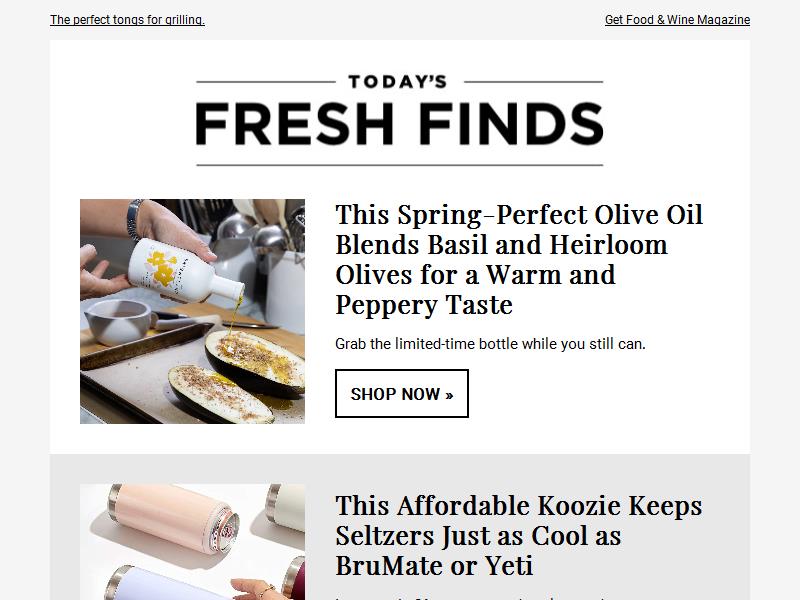 The perfect tongs for grilling.
Get Food & Wine Magazine
TODAY'S
FRESH FINDS
This Spring-Perfect Olive Oil
Blends Basil and Heirloom
Olives for a Warm and
Peppery Taste
Grab the limited-time bottle while you still can.
SHOP NOW »
This Affordable Koozie Keeps
Seltzers Just as Cool as
BruMate or Yeti